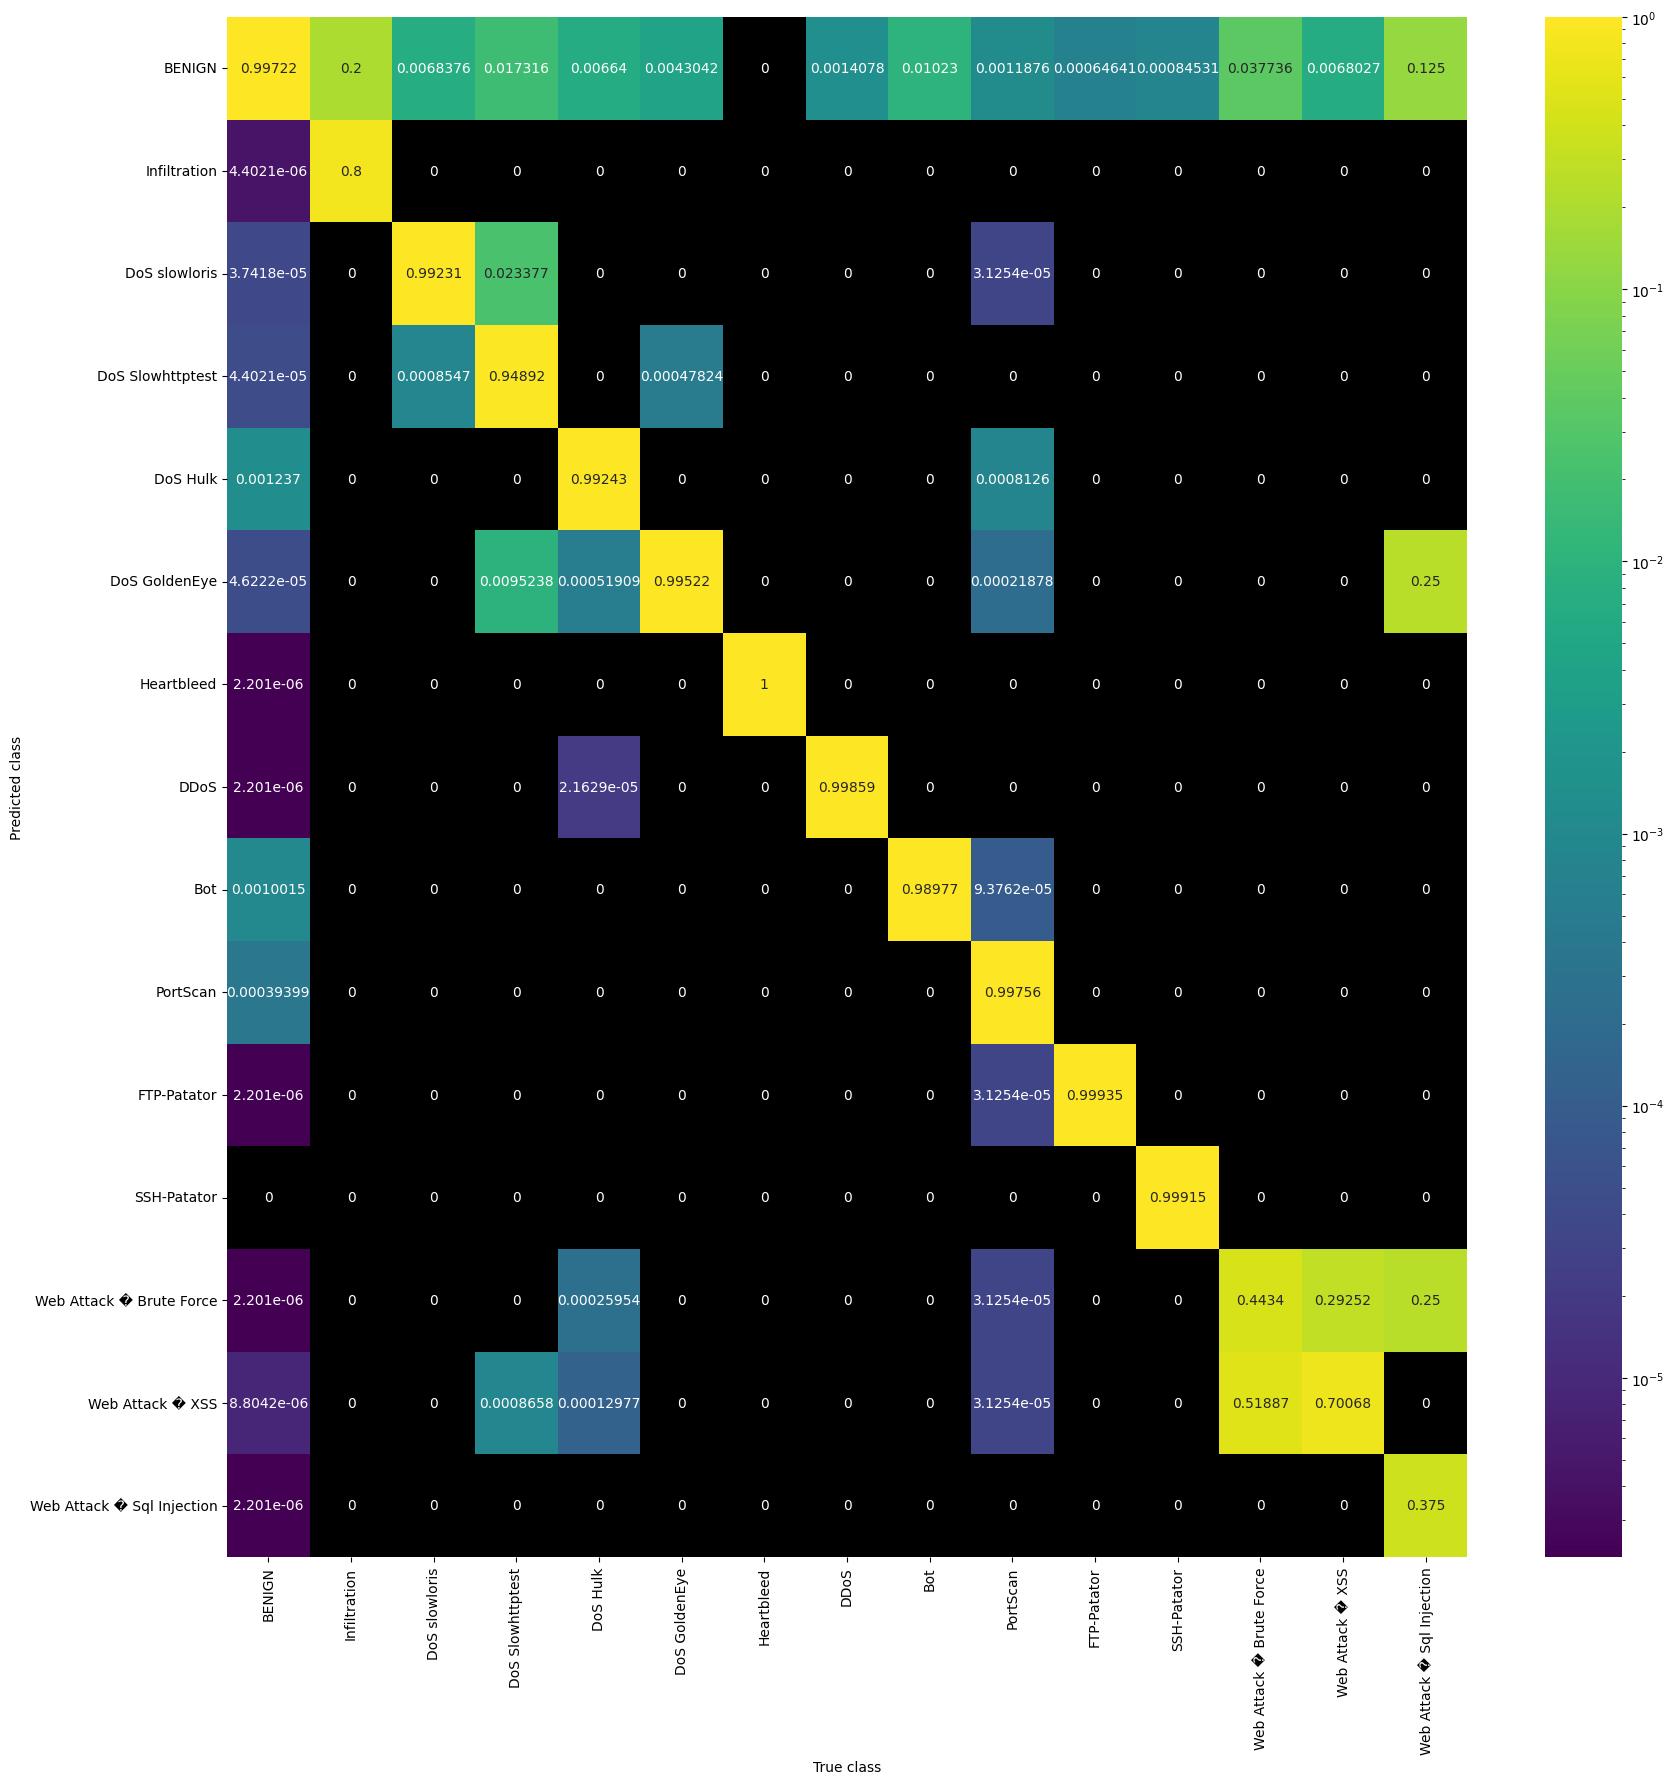 BENIGN 0.99722 0.2 0.0068376 0.017316 0.00664 0.0043042 0 0.0014078 0.01023 0.0011876 0.00064641 0.00084531 0.037736 0.0068027 0.125
Infiltration 4.4021e-06 0.8 0 0 0 0 0 0 0 0 0 0 0 0 0
DoS slowloris 3.7418e-05 0 0.99231 0.023377 0 0 0 0 0 3.1254e-05 0 0 0 0 0
DoS Slowhttptest 4.4021e-05 0 0.0008547 0.94892 0 0.00047824 0 0 0 0 0 0 0 0 0
DoS Hulk 0.001237 0 0 0 0.99243 0 0 0 0 0.0008126 0 0 0 0 0
DoS GoldenEye 4.6222e-05 0 0 0.0095238 0.00051909 0.99522 0 0 0 0.00021878 0 0 0 0 0.25
Heartbleed 2.201e-06 0 0 0 0 0 1 0 0 0 0 0 0 0 0
DDoS 2.201e-06 0 0 0 2.1629e-05 0 0 0.99859 0 0 0 0 0 0 0
Bot 0.0010015 0 0 0 0 0 0 0 0.98977 9.3762e-05 0 0 0 0 0
PortScan 0.00039399 0 0 0 0 0 0 0 0 0.99756 0 0 0 0 0
FTP-Patator 2.201e-06 0 0 0 0 0 0 0 0 3.1254e-05 0.99935 0 0 0 0
SSH-Patator 0 0 0 0 0 0 0 0 0 0 0 0.99915 0 0 0
Web Attack � Brute Force 2.201e-06 0 0 0 0.00025954 0 0 0 0 3.1254e-05 0 0 0.4434 0.29252 0.25
Web Attack � XSS 8.8042e-06 0 0 0.0008658 0.00012977 0 0 0 0 3.1254e-05 0 0 0.51887 0.70068 0
Web Attack � Sql Injection 2.201e-06 0 0 0 0 0 0 0 0 0 0 0 0 0 0.375
Predicted class
BENIGN
Infiltration
DoS slowloris
DoS Slowhttptest
DoS Hulk
DoS GoldenEye
Heartbleed
DDoS
Bot
PortScan
FTP-Patator
SSH-Patator
Web Attack � Brute Force
Web Attack � XSS
Web Attack � Sql Injection
True class
10⁰
10⁻¹
10⁻²
10⁻³
10⁻⁴
10⁻⁵